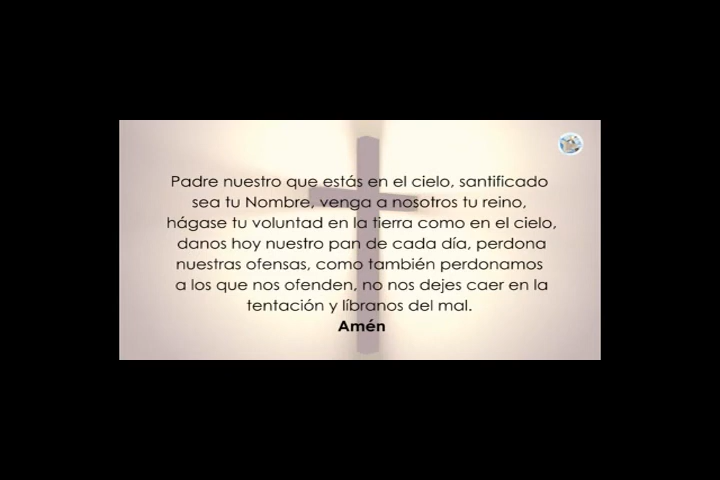 Padre nuestro que estás en el cielo, santificado
sea tu Nombre, venga a nosotros tu reino,
hágase tu voluntad en la tierra como en el cielo,
danos hoy nuestro pan de cada día, perdona
nuestras ofensas, como también perdonamos
a los que nos ofenden, no nos dejes caer en la
tentación y líbranos del mal.
Amén